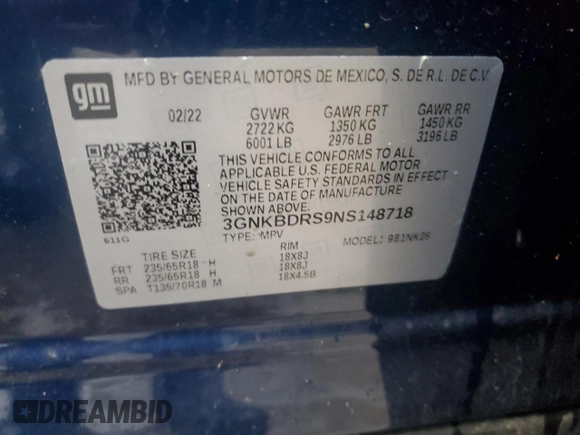 gm
MFD BY GENERAL MOTORS DE MEXICO, S. DE R.L. DE C.V.
02/22 GVWR GAWR FRT GAWR RR
2722 KG 1350 KG 1450 KG
6001 LB 2976 LB 3196 LB
THIS VEHICLE CONFORMS TO ALL
APPLICABLE U.S. FEDERAL MOTOR
VEHICLE SAFETY STANDARDS IN EFFECT
ON THE DATE OF MANUFACTURE
SHOWN ABOVE.
3GNKBDRS9NS148718
611G
TYPE: MPV MODEL: 981NK26
TIRE SIZE RIM
FRT 235/65R18 H 18X8J
RR 235/65R18 H 18X8J
SPA T135/70R18 M 18X4.5B
DREAMBID